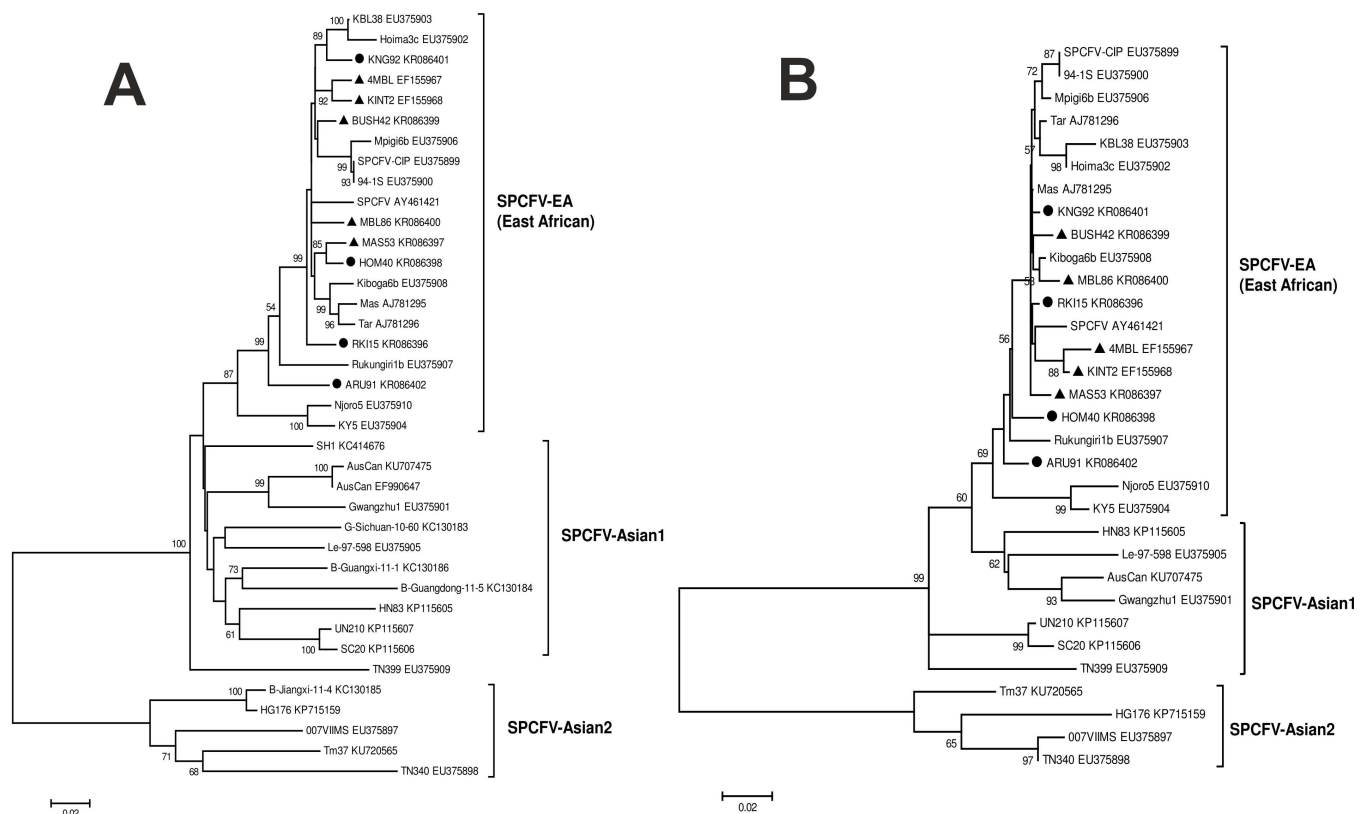 A
100
KBL38 EU375903
89
Hoima3c EU375902
KNG92 KR086401
4MBL EF155967
92
KINT2 EF155968
BUSH42 KR086399
Mpigi6b EU375906
SPCFV-CIP EU375899
99
94-1S EU375900
93
SPCFV AY461421
MBL86 KR086400
85
MAS53 KR086397
99
HOM40 KR086398
Kiboga6b EU375908
99
Mas AJ781295
96
Tar AJ781296
54
RKI15 KR086396
99
Rukungiri1b EU375907
87
ARU91 KR086402
Njoro5 EU375910
100
KY5 EU375904
SPCFV-EA
(East African)
SH1 KC414676
100
AusCan KU707475
99
AusCan EF990647
Gwangzhu1 EU375901
G-Sichuan-10-60 KC130183
100
Le-97-598 EU375905
73
B-Guangxi-11-1 KC130186
B-Guangdong-11-5 KC130184
HN83 KP115605
61
UN210 KP115607
100
SC20 KP115606
TN399 EU375909
SPCFV-Asian1
100
B-Jiangxi-11-4 KC130185
HG176 KP715159
007VIIMS EU375897
71
Tm37 KU720565
68
TN340 EU375898
SPCFV-Asian2
0.02
B
87
SPCFV-CIP EU375899
72
94-1S EU375900
Mpigi6b EU375906
Tar AJ781296
57
KBL38 EU375903
98
Hoima3c EU375902
Mas AJ781295
KNG92 KR086401
BUSH42 KR086399
Kiboga6b EU375908
53
MBL86 KR086400
RKI15 KR086396
SPCFV AY461421
56
4MBL EF155967
88
KINT2 EF155968
MAS53 KR086397
HOM40 KR086398
Rukungiri1b EU375907
69
ARU91 KR086402
Njoro5 EU375910
60
99
KY5 EU375904
SPCFV-EA
(East African)
HN83 KP115605
62
Le-97-598 EU375905
AusCan KU707475
99
93
Gwangzhu1 EU375901
UN210 KP115607
99
SC20 KP115606
TN399 EU375909
SPCFV-Asian1
Tm37 KU720565
HG176 KP715159
65
007VIIMS EU375897
97
TN340 EU375898
SPCFV-Asian2
0.02